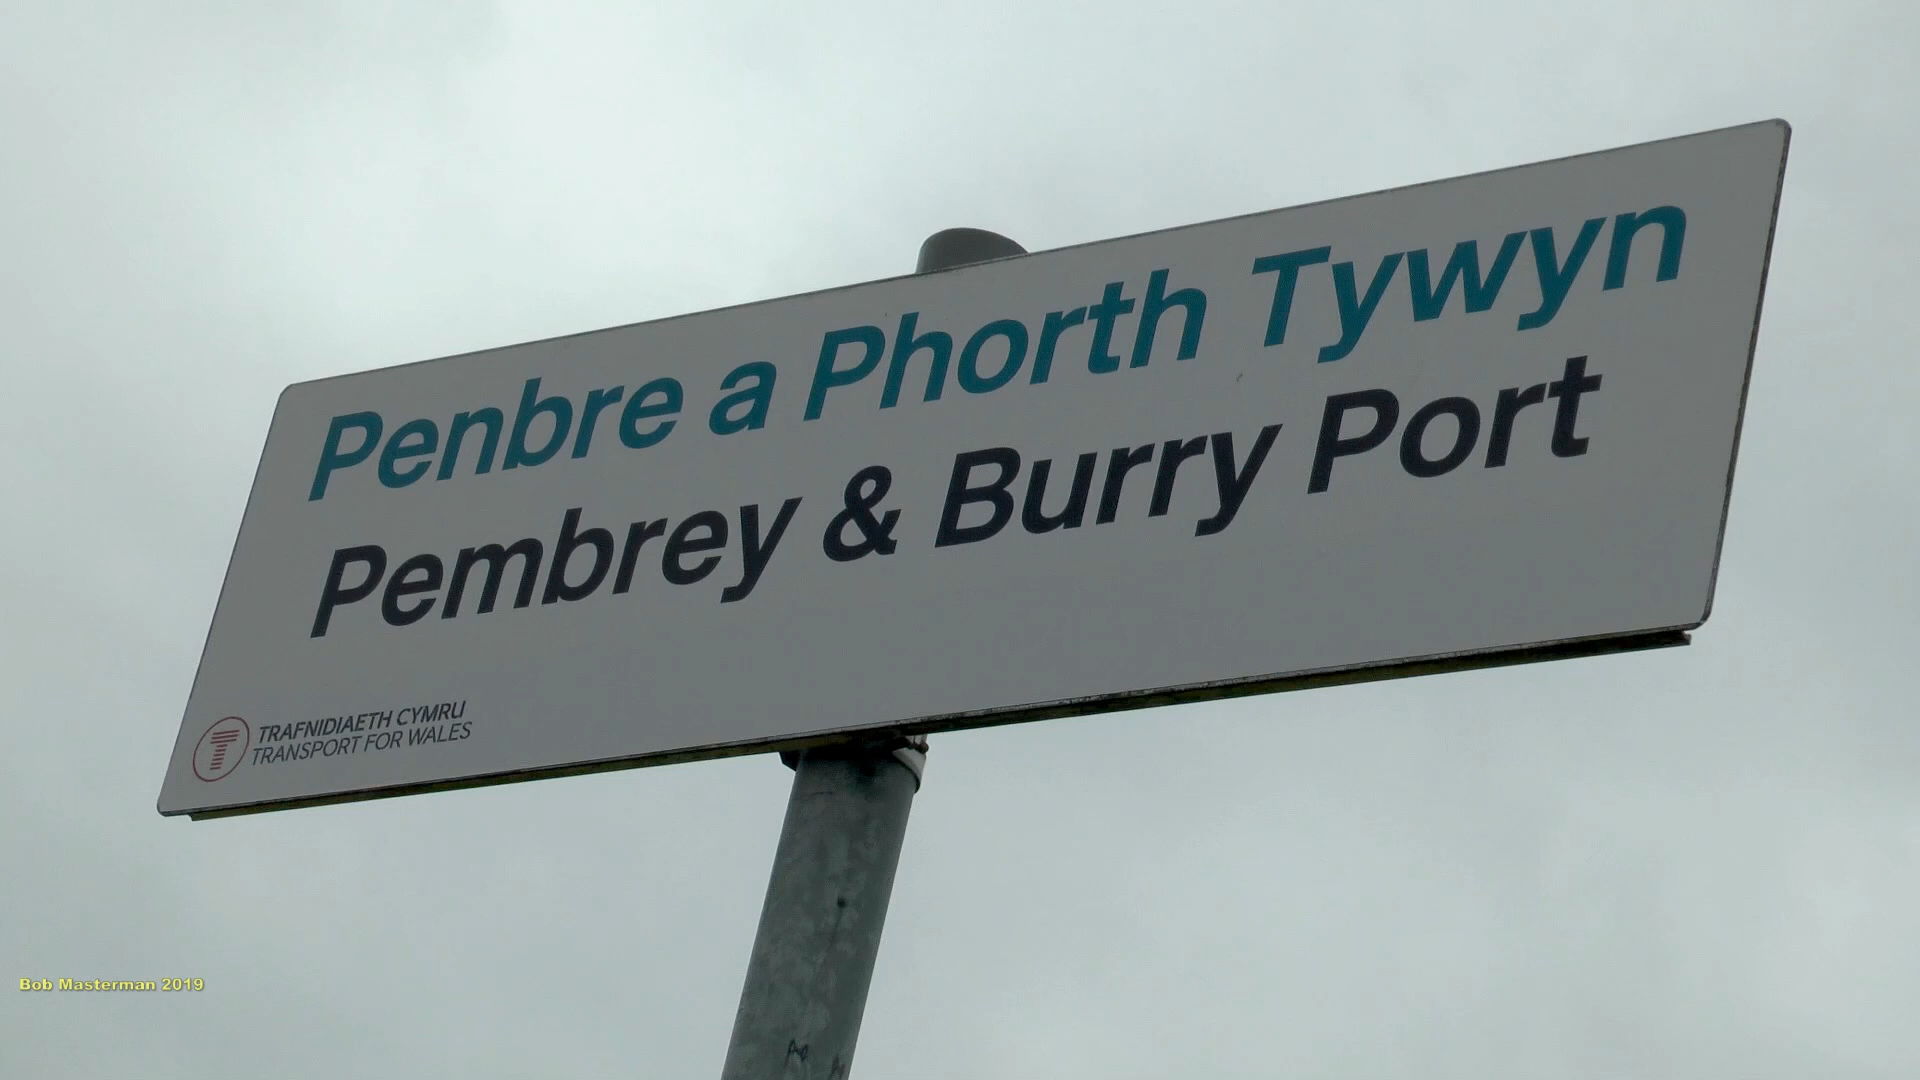 Penbre a Phorth Tywyn
Pembrey & Burry Port
TRAFNIDIAETH CYMRU
TRANSPORT FOR WALES
Bob Masterman 2019